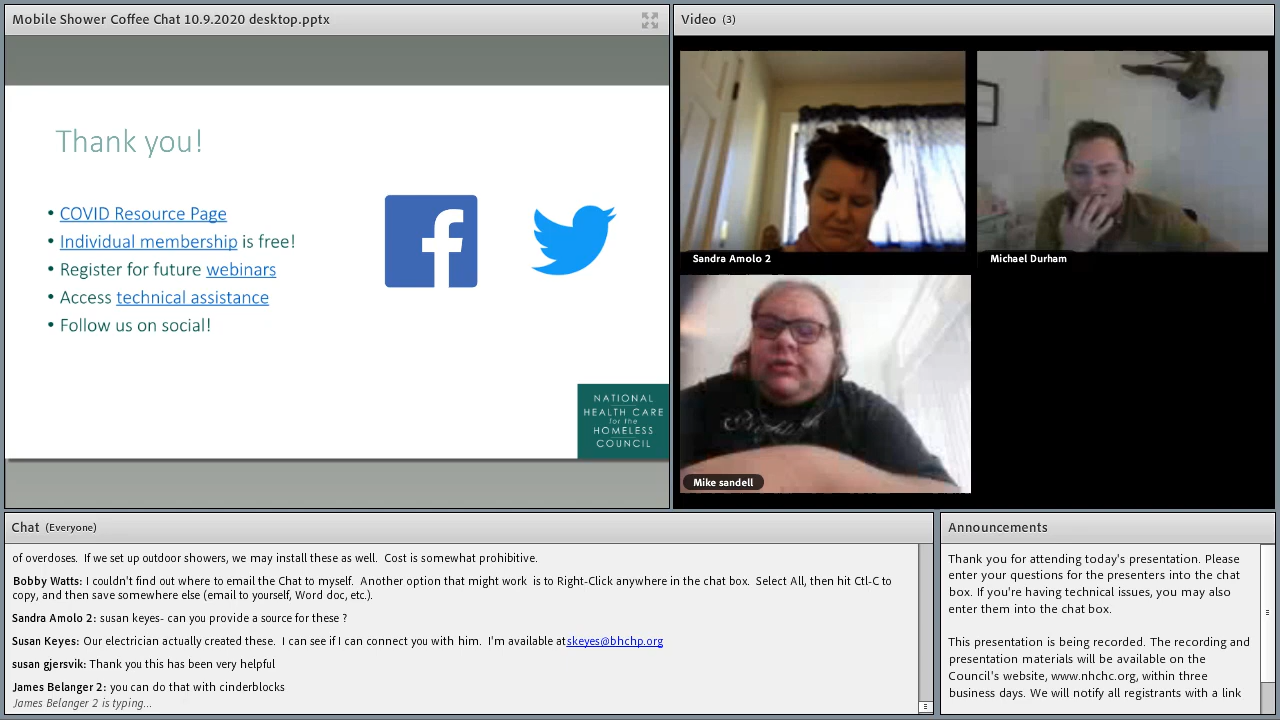 Mobile Shower Coffee Chat 10.9.2020 desktop.pptx
Thank you!
• COVID Resource Page
• Individual membership is free!
• Register for future webinars
• Access technical assistance
• Follow us on social!
NATIONAL
HEALTH CARE
for the
HOMELESS
COUNCIL
Video (3)
Sandra Amolo 2
Michael Durham
Mike sandell
Chat (Everyone)
of overdoses. If we set up outdoor showers, we may install these as well. Cost is somewhat prohibitive.
Bobby Watts: I couldn't find out where to email the Chat to myself. Another option that might work is to Right-Click anywhere in the chat box. Select All, then hit Ctl-C to
copy, and then save somewhere else (email to yourself, Word doc, etc.).
Sandra Amolo 2: susan keyes- can you provide a source for these ?
Susan Keyes: Our electrician actually created these. I can see if I can connect you with him. I'm available at skeyes@bhchp.org
susan gjersvik: Thank you this has been very helpful
James Belanger 2: you can do that with cinderblocks
James Belanger 2 is typing...
Announcements
Thank you for attending today's presentation. Please
enter your questions for the presenters into the chat
box. If you're having technical issues, you may also
enter them into the chat box.
This presentation is being recorded. The recording and
presentation materials will be available on the
Council's website, www.nhchc.org, within three
business days. We will notify all registrants with a link